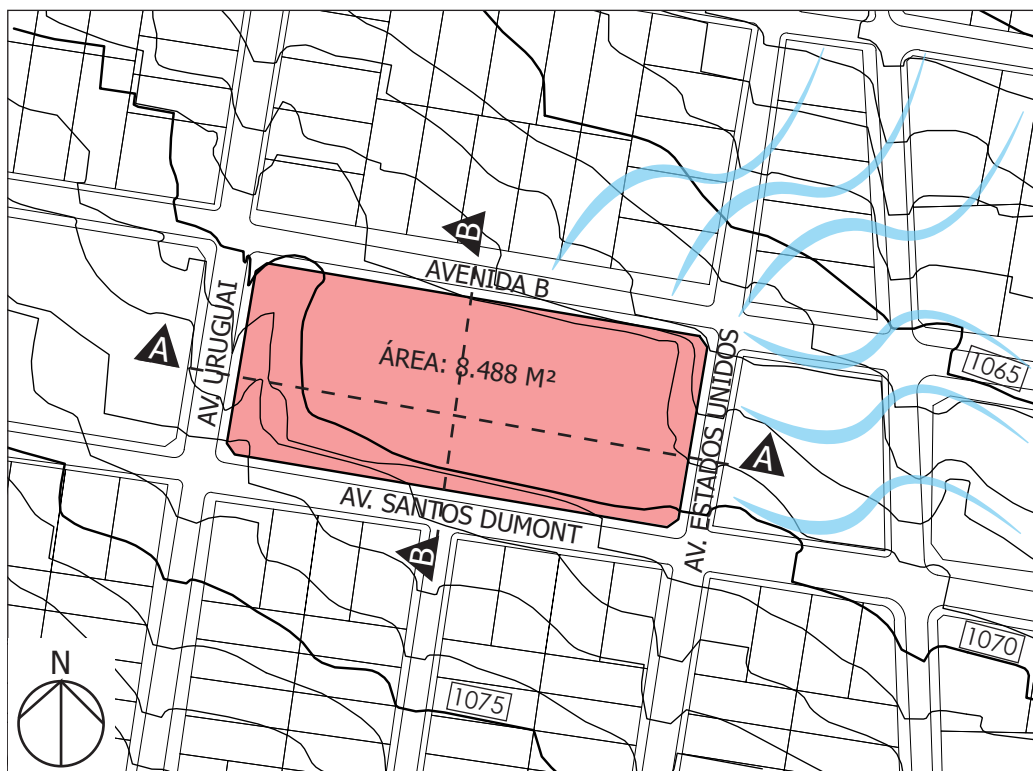 B
AVENIDA B
AV. URUGUAI
A
ÁREA: 8.488 M²
AV. ESTADOS UNIDOS
1065
A
AV. SANTOS DUMONT
B
1070
N
1075